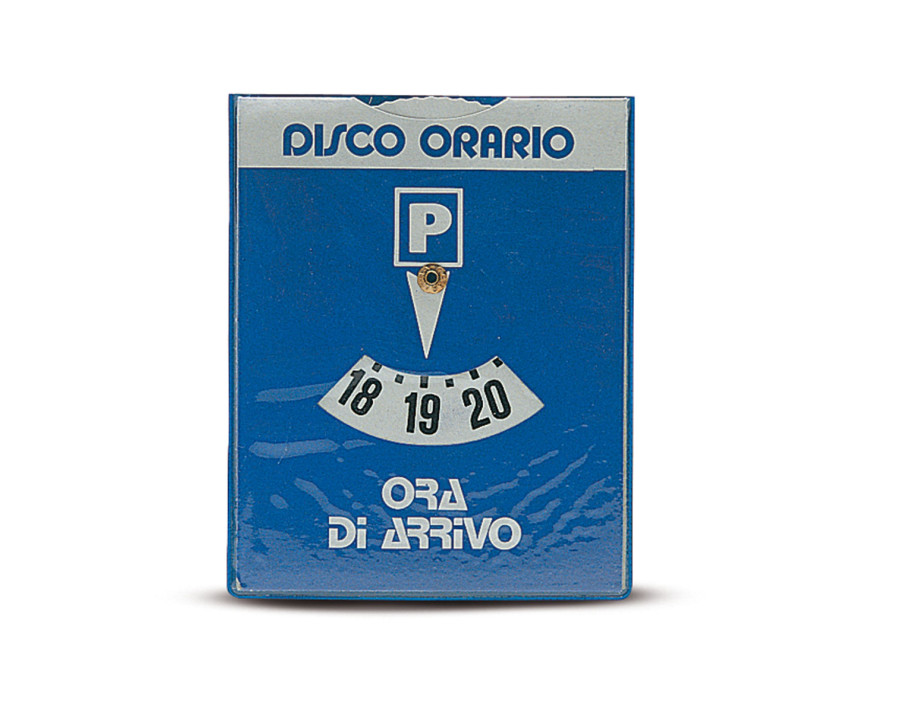 DISCO ORARIO
P
18 19 20
ORA
Di ARRiVO